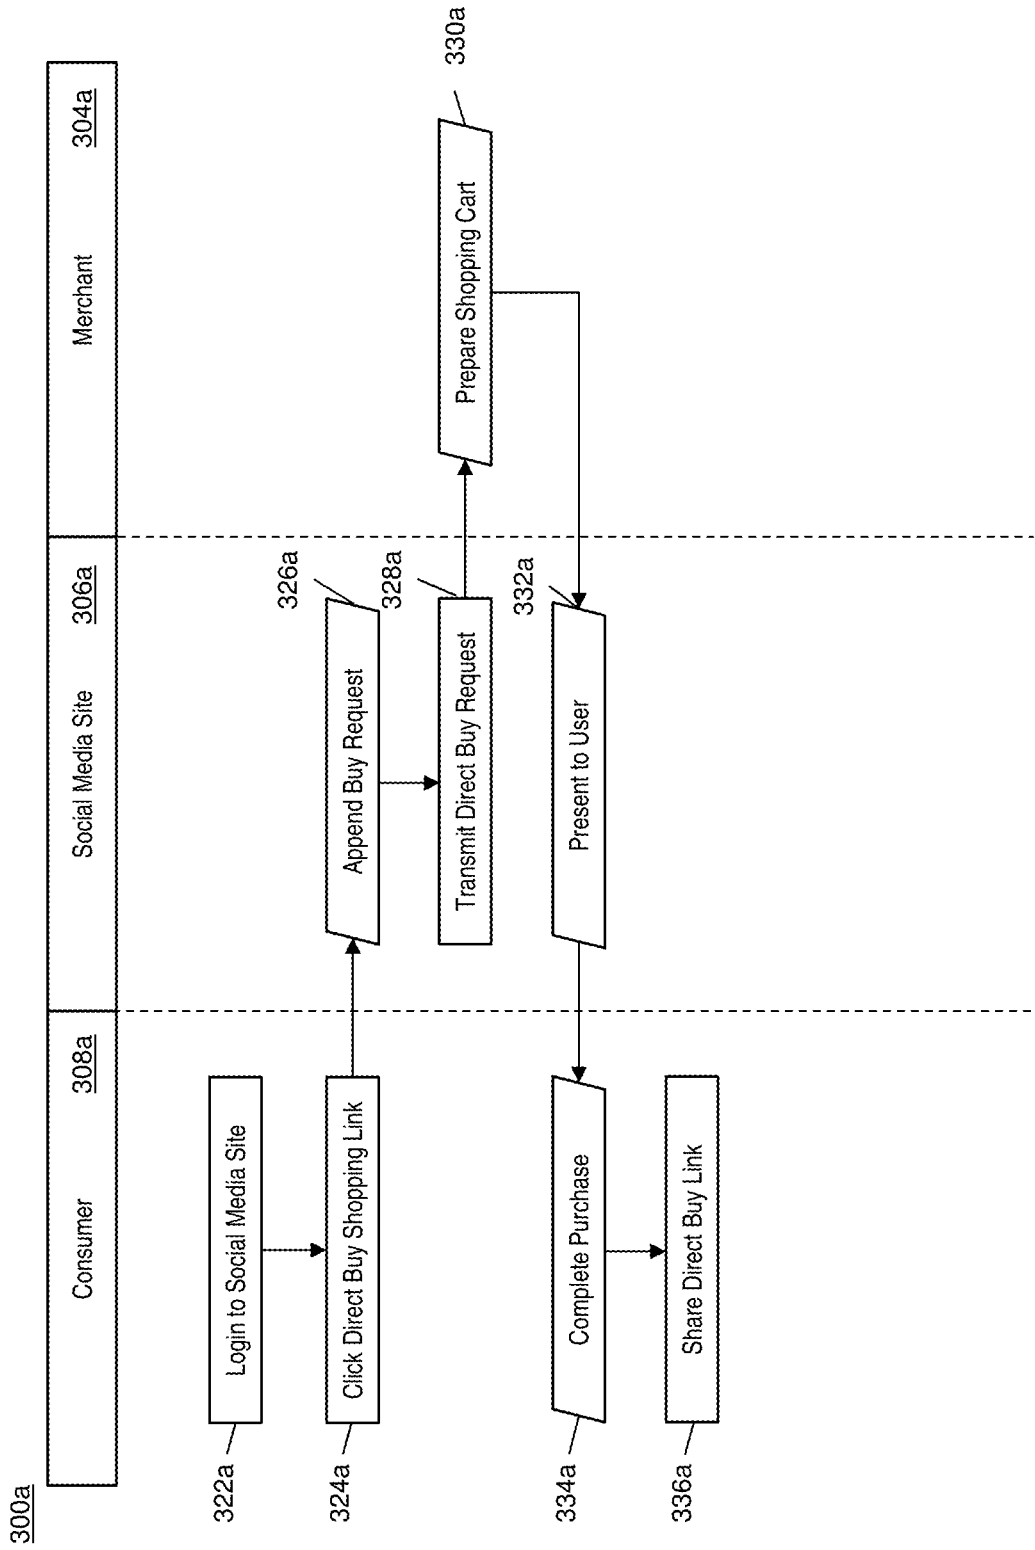 300a
Consumer
308a
Social Media Site
306a
Merchant
304a
322a
Login to Social Media Site
324a
Click Direct Buy Shopping Link
Append Buy Request
326a
Transmit Direct Buy Request
328a
Prepare Shopping Cart
330a
Present to User
332a
334a
Complete Purchase
336a
Share Direct Buy Link